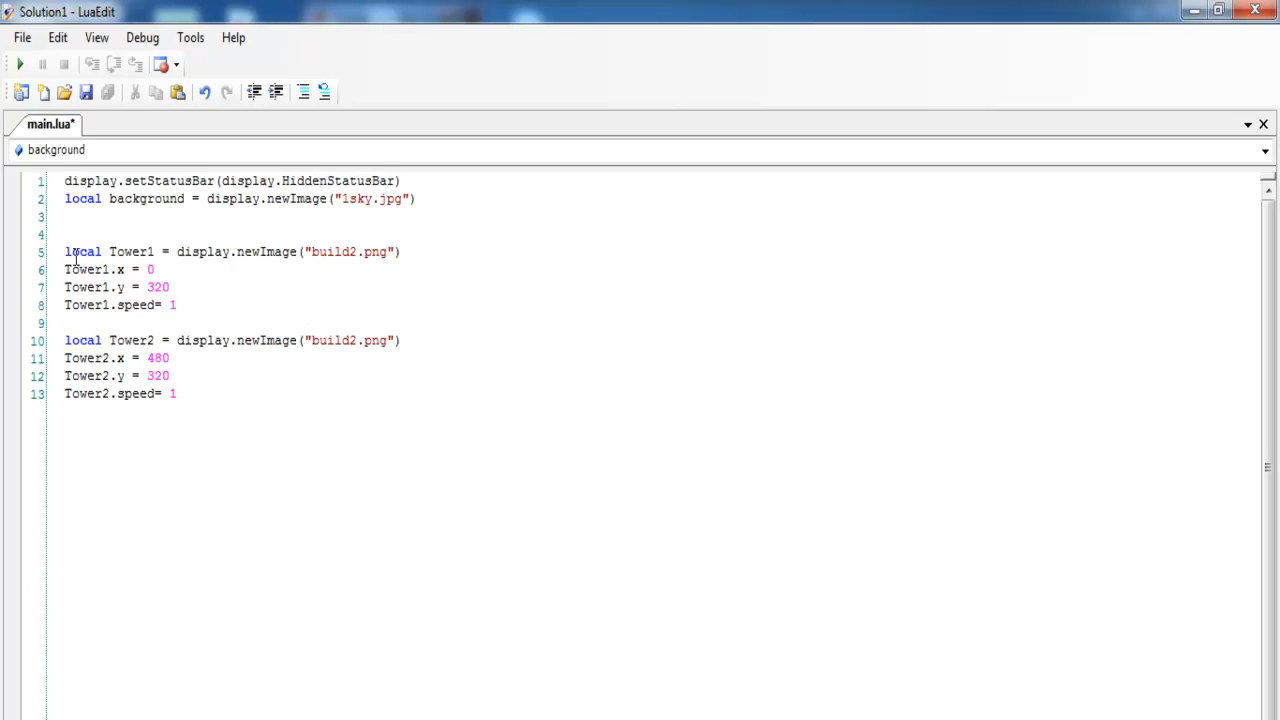 Solution1 - LuaEdit
File Edit View Debug Tools Help
main.lua*
background
1 display.setStatusBar(display.HiddenStatusBar)
2 local background = display.newImage("1sky.jpg")
3
4
5 local Tower1 = display.newImage("build2.png")
6 Tower1.x = 0
7 Tower1.y = 320
8 Tower1.speed= 1
9
10 local Tower2 = display.newImage("build2.png")
11 Tower2.x = 480
12 Tower2.y = 320
13 Tower2.speed= 1